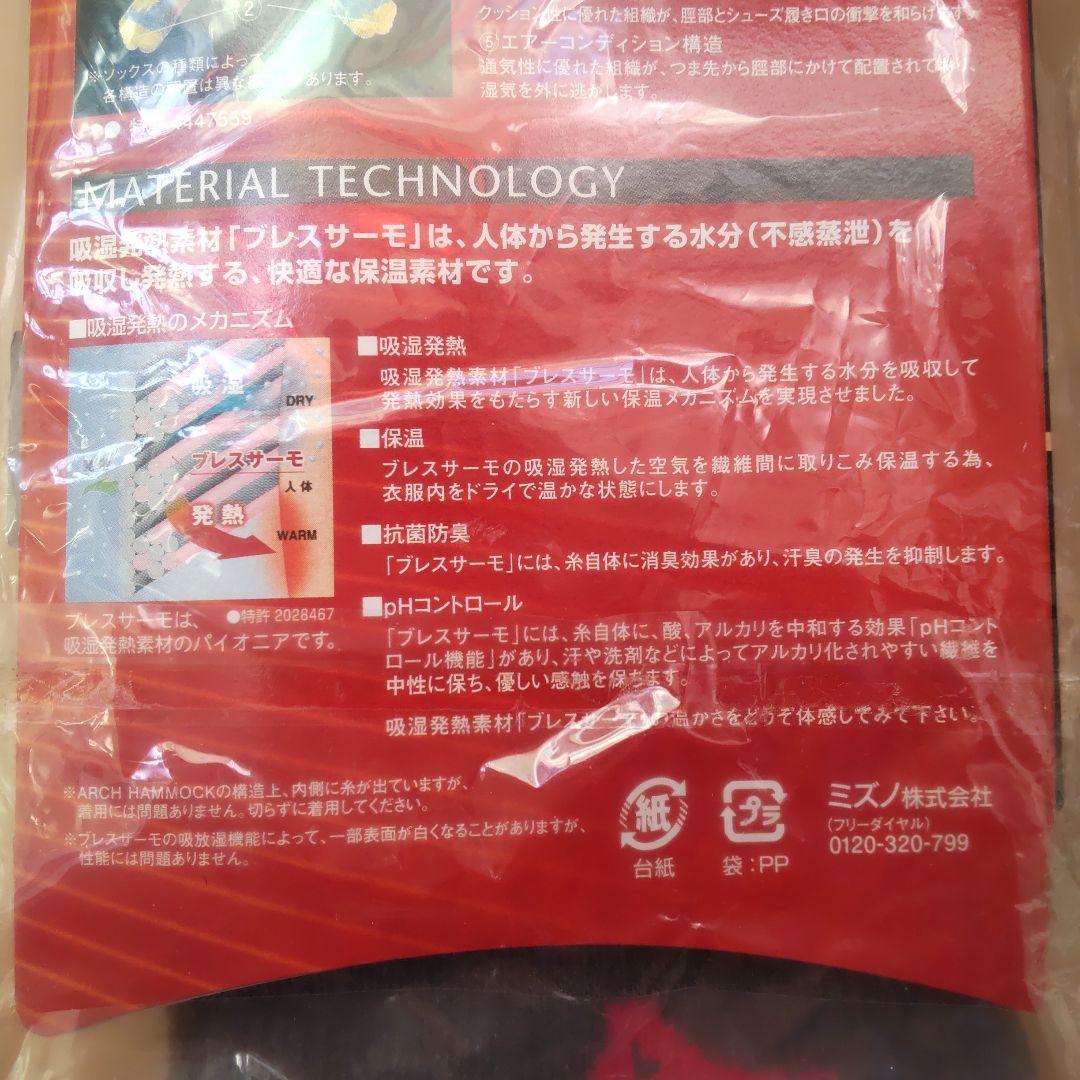 ②
※ソックスの種類によって
各構造の配置は異な
あります。
クッション性に優れた組織が、脛部とシューズ履き口の衝撃を和らげます。
⑤エアーコンディション構造
通気性に優れた組織が、つま先から脛部にかけて配置されて
湿気を外に逃がします。
447559
MATERIAL TECHNOLOGY
吸湿発熱素材「ブレスサーモ」は、人体から発生する水分(不感蒸泄)を
吸収し発熱する、快適な保温素材です。
■吸湿発熱のメカニズム
吸湿
DRY
ブレスサーモ
人体
発熱
WARM
ブレスサーモは、 ●特許 2028467
吸湿発熱素材のパイオニアです。
■吸湿発熱
吸湿発熱素材「ブレスサーモ」は、人体から発生する水分を吸収して
発熱効果をもたらす新しい保温メカニズムを実現させました。
■保温
ブレスサーモの吸湿発熱した空気を繊維間に取りこみ保温する為、
衣服内をドライで温かな状態にします。
■抗菌防臭
「ブレスサーモ」には、糸自体に消臭効果があり、汗臭の発生を抑制します。
■pHコントロール
「ブレスサーモ」には、糸自体に、酸、アルカリを中和する効果「pHコント
ロール機能」があり、汗や洗剤などによってアルカリ化されやすい繊維を
中性に保ち、優しい感触を保ちます。
吸湿発熱素材「ブレスサーモ」の温かさをどうぞ体感してみて下さい。
※ARCH HAMMOCKの構造上、内側に糸が出ていますが、
着用には問題ありません。切らずに着用してください。
※ブレスサーモの吸放湿機能によって、一部表面が白くなることがありますが、
性能には問題ありません。
紙
台紙
プラ
袋:PP
ミズノ株式会社
(フリーダイヤル)
0120-320-799